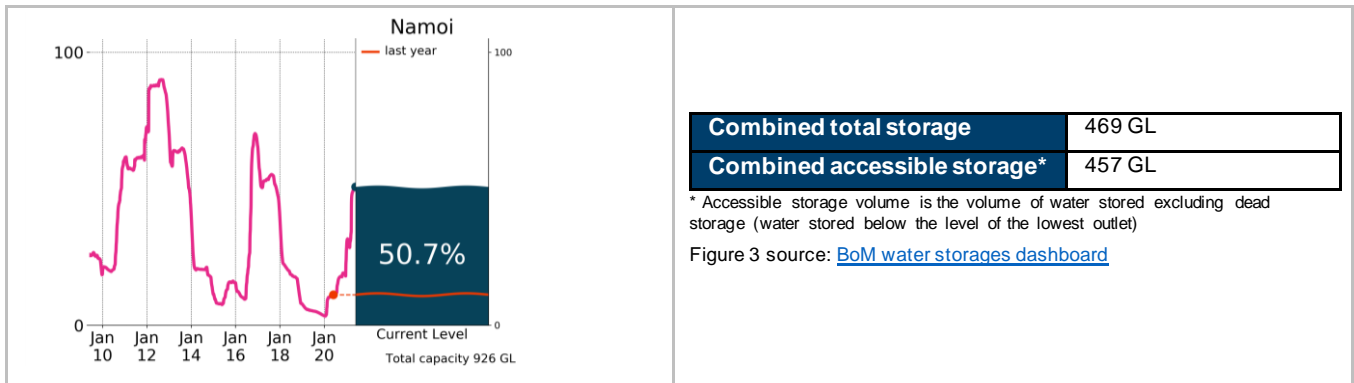 Namoi
last year
100
100
50.7%
0
0
Jan Jan Jan Jan Jan Jan
10 12 14 16 18 20
Current Level
Total capacity 926 GL
Combined total storage 469 GL
Combined accessible storage* 457 GL
* Accessible storage volume is the volume of water stored excluding dead
storage (water stored below the level of the lowest outlet)
Figure 3 source: BoM water storages dashboard